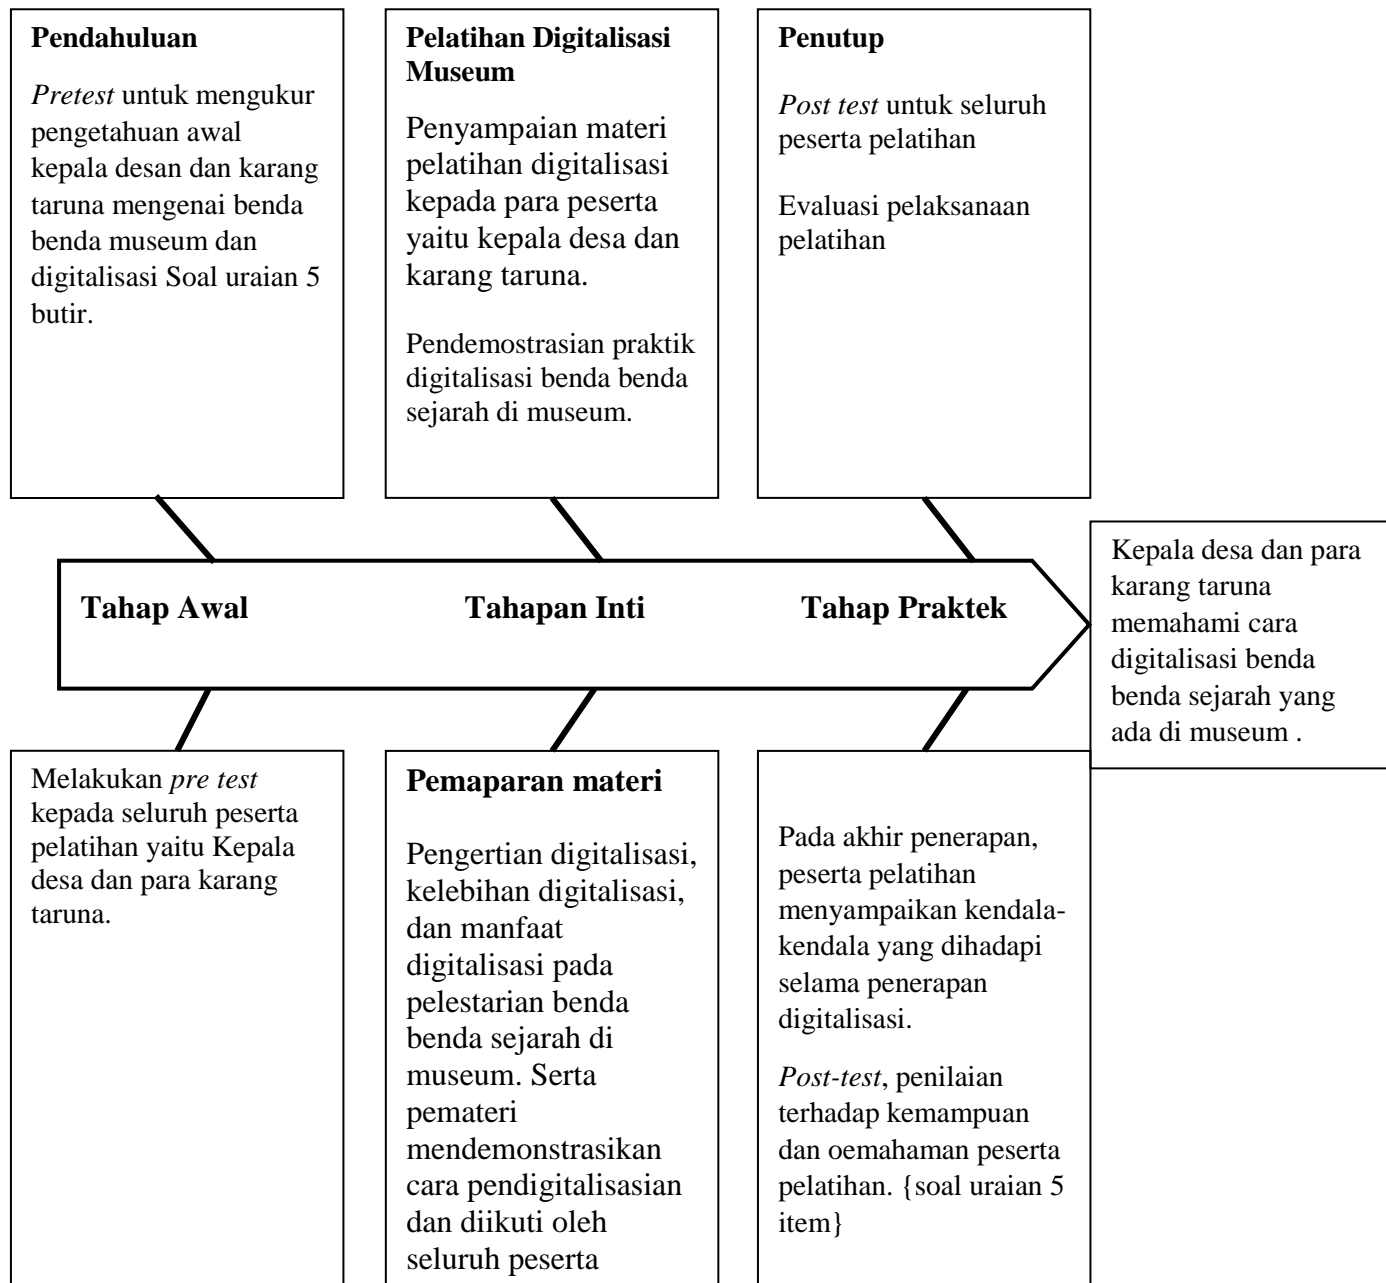 Pendahuluan
Pretest untuk mengukur
pengetahuan awal
kepala desan dan karang
taruna mengenai benda
benda museum dan
digitalisasi Soal uraian 5
butir.
Pelatihan Digitalisasi
Museum
Penyampaian materi
pelatihan digitalisasi
kepada para peserta
yaitu kepala desa dan
karang taruna.
Pendemostrasian praktik
digitalisasi benda benda
sejarah di museum.
Penutup
Post test untuk seluruh
peserta pelatihan
Evaluasi pelaksanaan
pelatihan
Tahap Awal
Tahapan Inti
Tahap Praktek
Kepala desa dan para
karang taruna
memahami cara
digitalisasi benda
benda sejarah yang
ada di museum .
Melakukan pre test
kepada seluruh peserta
pelatihan yaitu Kepala
desa dan para karang
taruna.
Pemaparan materi
Pengertian digitalisasi,
kelebihan digitalisasi,
dan manfaat
digitalisasi pada
pelestarian benda
benda sejarah di
museum. Serta
pemateri
mendemonstrasikan
cara pendigitalisasian
dan diikuti oleh
seluruh peserta
Pada akhir penerapan,
peserta pelatihan
menyampaikan kendala-
kendala yang dihadapi
selama penerapan
digitalisasi.
Post-test, penilaian
terhadap kemampuan
dan oemahaman peserta
pelatihan. {soal uraian 5
item}